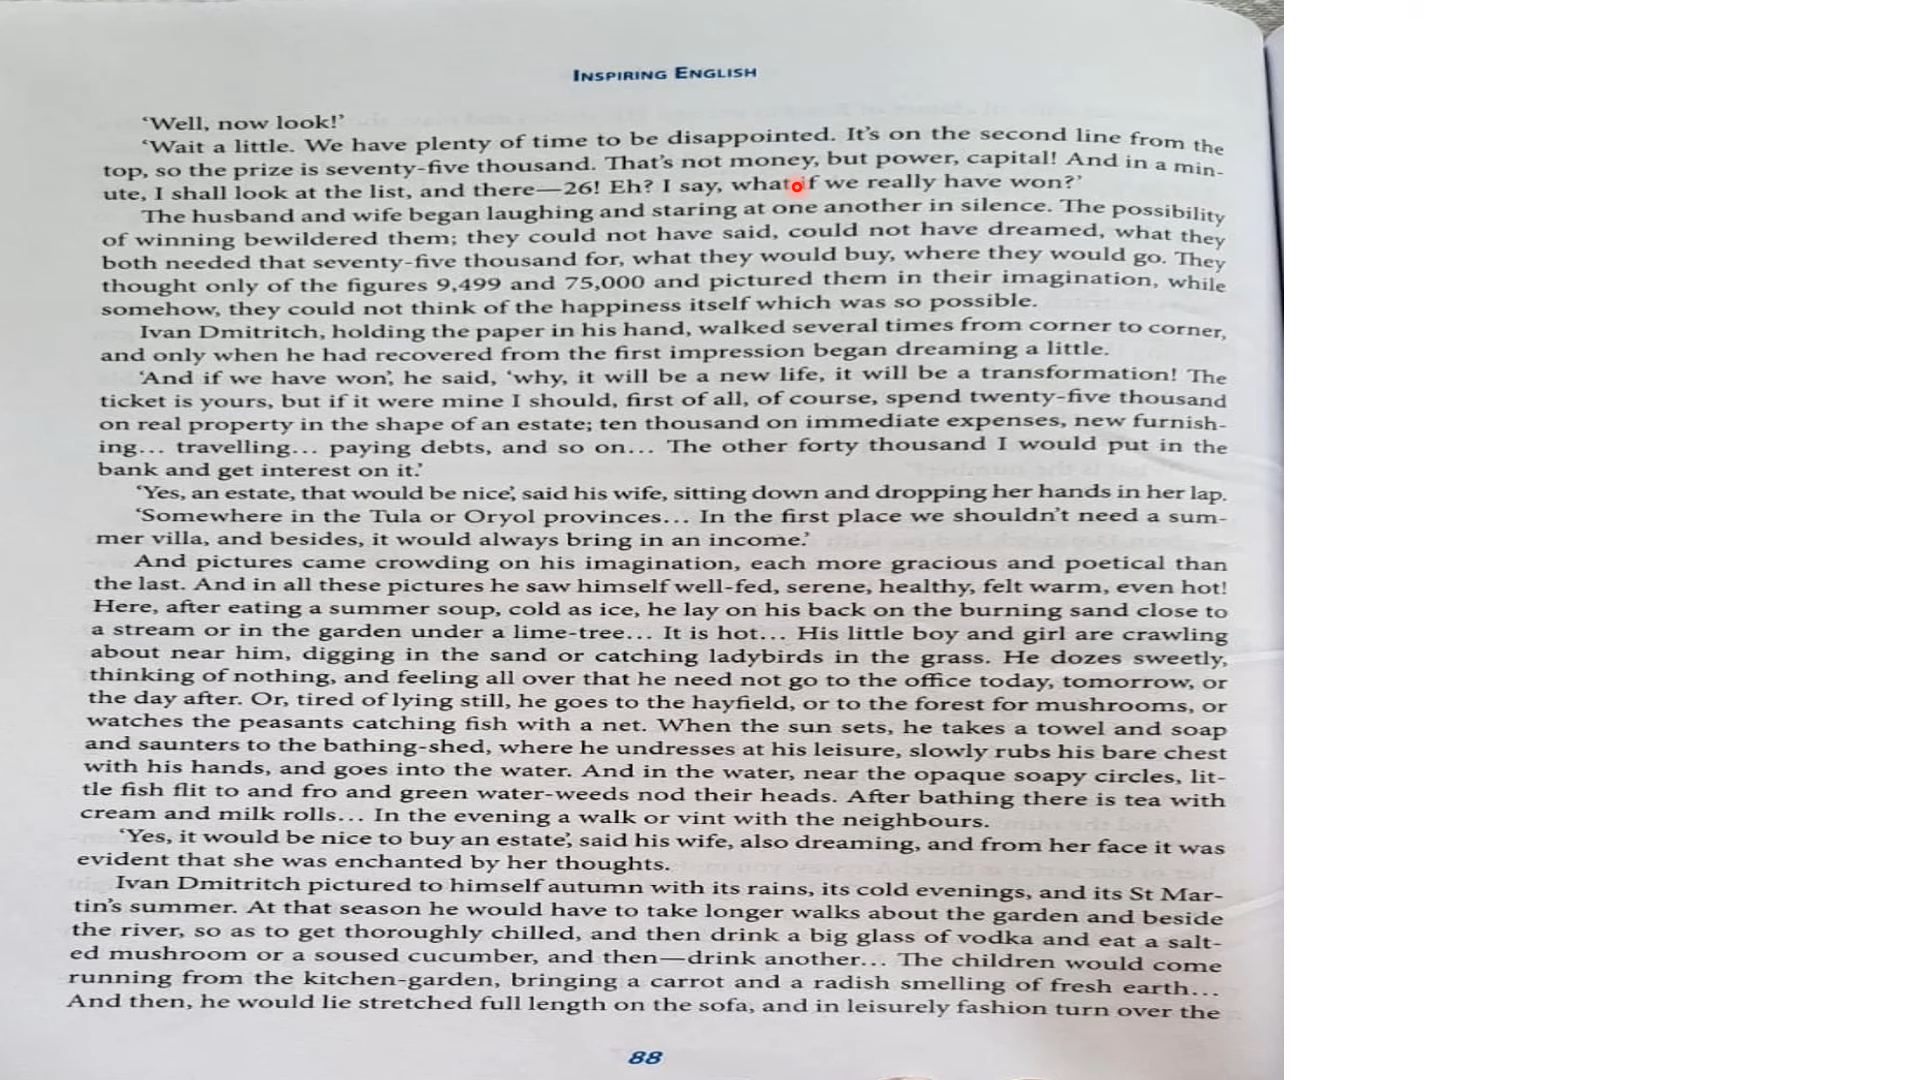 INSPIRING ENGLISH
‘Well, now look!’
‘Wait a little. We have plenty of time to be disappointed. It’s on the second line from the
top, so the prize is seventy-five thousand. That’s not money, but power, capital! And in a min-
ute, I shall look at the list, and there—26! Eh? I say, what if we really have won?’
The husband and wife began laughing and staring at one another in silence. The possibility
of winning bewildered them; they could not have said, could not have dreamed, what they
both needed that seventy-five thousand for, what they would buy, where they would go. They
thought only of the figures 9,499 and 75,000 and pictured them in their imagination, while
somehow, they could not think of the happiness itself which was so possible.
Ivan Dmitritch, holding the paper in his hand, walked several times from corner to corner,
and only when he had recovered from the first impression began dreaming a little.
‘And if we have won’, he said, ‘why, it will be a new life, it will be a transformation! The
ticket is yours, but if it were mine I should, first of all, of course, spend twenty-five thousand
on real property in the shape of an estate; ten thousand on immediate expenses, new furnish-
ing... travelling... paying debts, and so on... The other forty thousand I would put in the
bank and get interest on it.’
‘Yes, an estate, that would be nice’, said his wife, sitting down and dropping her hands in her lap.
‘Somewhere in the Tula or Oryol provinces... In the first place we shouldn’t need a sum-
mer villa, and besides, it would always bring in an income.’
And pictures came crowding on his imagination, each more gracious and poetical than
the last. And in all these pictures he saw himself well-fed, serene, healthy, felt warm, even hot!
Here, after eating a summer soup, cold as ice, he lay on his back on the burning sand close to
a stream or in the garden under a lime-tree... It is hot... His little boy and girl are crawling
about near him, digging in the sand or catching ladybirds in the grass. He dozes sweetly,
thinking of nothing, and feeling all over that he need not go to the office today, tomorrow, or
the day after. Or, tired of lying still, he goes to the hayfield, or to the forest for mushrooms, or
watches the peasants catching fish with a net. When the sun sets, he takes a towel and soap
and saunters to the bathing-shed, where he undresses at his leisure, slowly rubs his bare chest
with his hands, and goes into the water. And in the water, near the opaque soapy circles, lit-
tle fish flit to and fro and green water-weeds nod their heads. After bathing there is tea with
cream and milk rolls... In the evening a walk or vint with the neighbours.
‘Yes, it would be nice to buy an estate’, said his wife, also dreaming, and from her face it was
evident that she was enchanted by her thoughts.
Ivan Dmitritch pictured to himself autumn with its rains, its cold evenings, and its St Mar-
tin’s summer. At that season he would have to take longer walks about the garden and beside
the river, so as to get thoroughly chilled, and then drink a big glass of vodka and eat a salt-
ed mushroom or a soused cucumber, and then—drink another... The children would come
running from the kitchen-garden, bringing a carrot and a radish smelling of fresh earth...
And then, he would lie stretched full length on the sofa, and in leisurely fashion turn over the
88